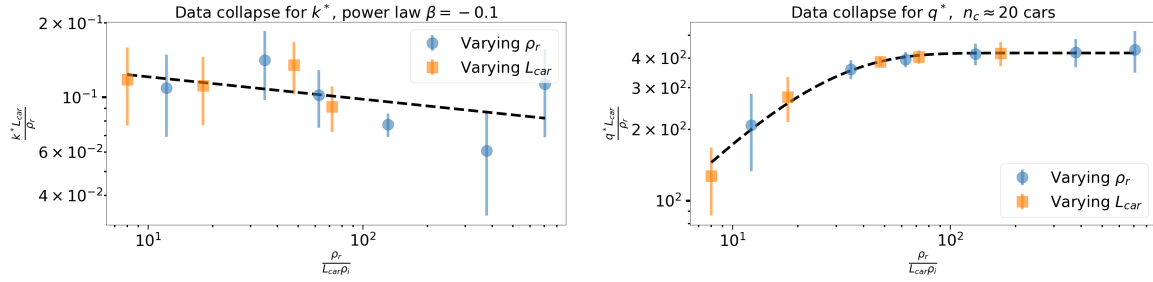 Data collapse for k*, power law β = −0.1
2 × 10⁻¹
10⁻¹
6 × 10⁻²
4 × 10⁻²
k* L_car / ρ_r
Varying ρ_r
Varying L_car
10¹
10²
ρ_r / L_car ρ_i
Data collapse for q*, n_c ≈ 20 cars
4 × 10²
3 × 10²
2 × 10²
10²
q* L_car / ρ_r
Varying ρ_r
Varying L_car
10¹
10²
ρ_r / L_car ρ_i